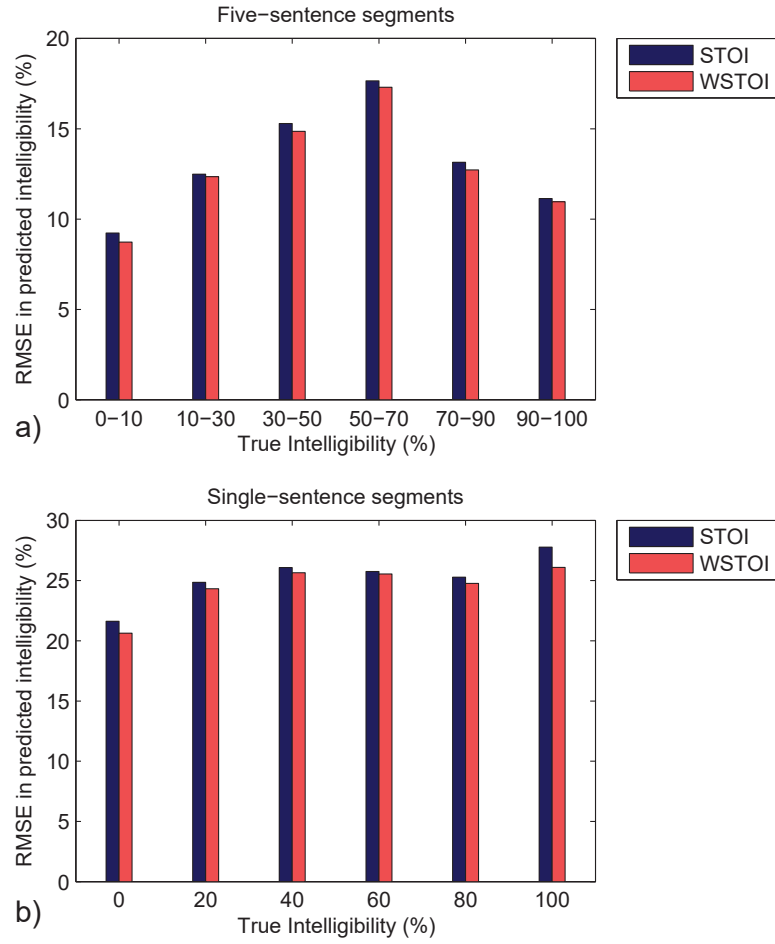 Five−sentence segments
STOI
WSTOI
RMSE in predicted intelligibility (%)
20
15
10
5
0
0−10 10−30 30−50 50−70 70−90 90−100
True Intelligibility (%)
a)
Single−sentence segments
STOI
WSTOI
RMSE in predicted intelligibility (%)
30
25
20
15
10
5
0
0 20 40 60 80 100
True Intelligibility (%)
b)